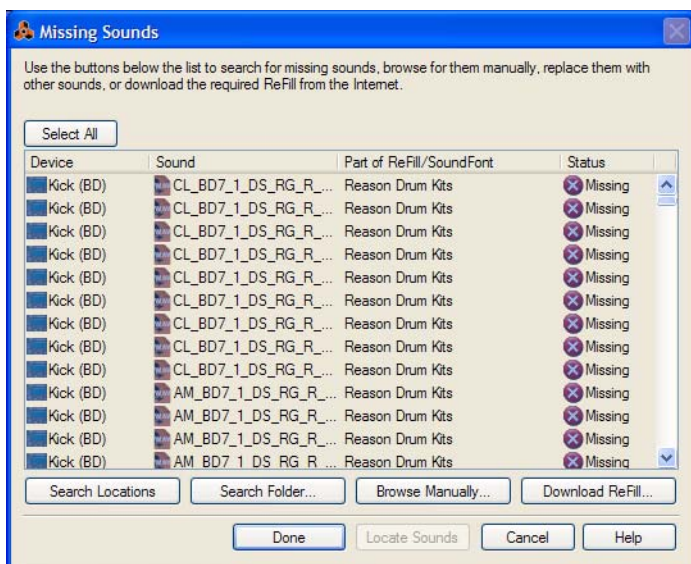 Missing Sounds
Use the buttons below the list to search for missing sounds, browse for them manually, replace them with
other sounds, or download the required ReFill from the Internet.
Select All
Device Sound Part of ReFill/SoundFont Status
Kick (BD) CL_BD7_1_DS_RG_R_... Reason Drum Kits Missing
Kick (BD) CL_BD7_1_DS_RG_R_... Reason Drum Kits Missing
Kick (BD) CL_BD7_1_DS_RG_R_... Reason Drum Kits Missing
Kick (BD) CL_BD7_1_DS_RG_R_... Reason Drum Kits Missing
Kick (BD) CL_BD7_1_DS_RG_R_... Reason Drum Kits Missing
Kick (BD) CL_BD7_1_DS_RG_R_... Reason Drum Kits Missing
Kick (BD) CL_BD7_1_DS_RG_R_... Reason Drum Kits Missing
Kick (BD) CL_BD7_1_DS_RG_R_... Reason Drum Kits Missing
Kick (BD) CL_BD7_1_DS_RG_R_... Reason Drum Kits Missing
Kick (BD) AM_BD7_1_DS_RG_R_... Reason Drum Kits Missing
Kick (BD) AM_BD7_1_DS_RG_R_... Reason Drum Kits Missing
Kick (BD) AM_BD7_1_DS_RG_R_... Reason Drum Kits Missing
Kick (BD) AM_BD7_1_DS_RG_R_... Reason Drum Kits Missing
Search Locations Search Folder... Browse Manually... Download ReFill...
Done Locate Sounds Cancel Help